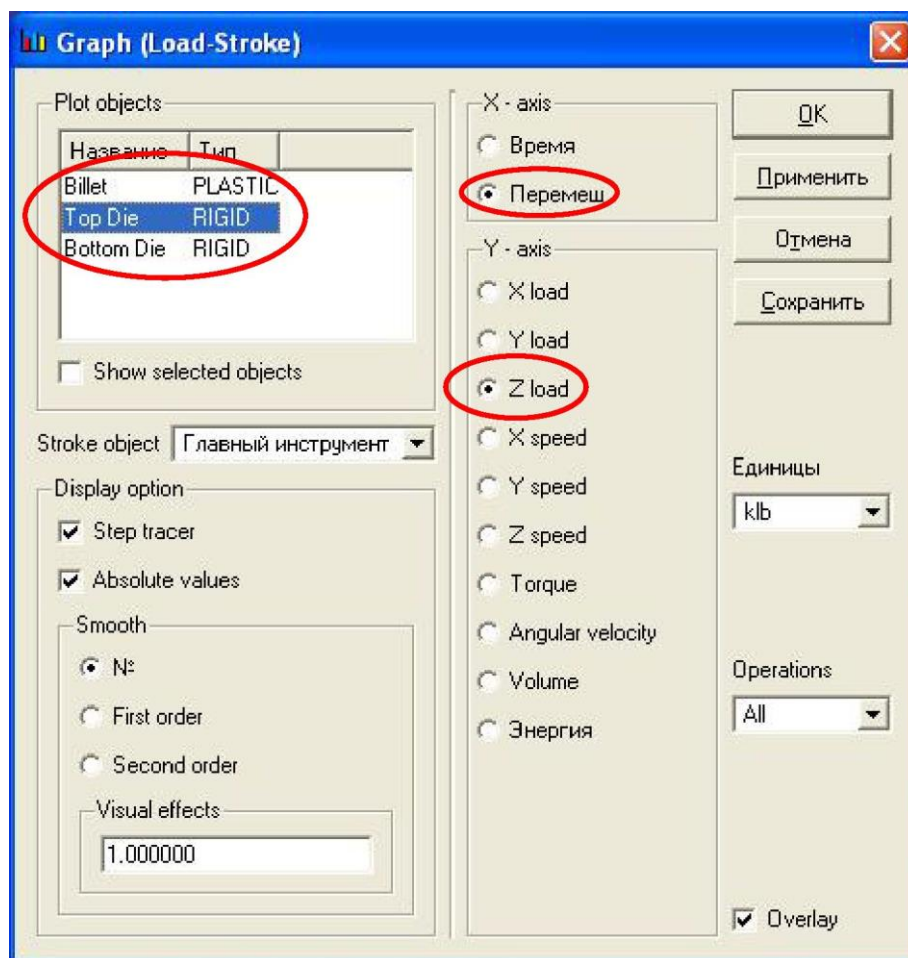 Graph (Load-Stroke)
Plot objects
Название Тип
Billet PLASTIC
Top Die RIGID
Bottom Die RIGID
Show selected objects
Stroke object Главный инструмент
Display option
Step tracer
Absolute values
Smooth
№
First order
Second order
Visual effects
1.000000
X - axis
Время
Перемещ
Y - axis
X load
Y load
Z load
X speed
Y speed
Z speed
Torque
Angular velocity
Volume
Энергия
OK
Применить
Отмена
Сохранить
Единицы
klb
Operations
All
Overlay